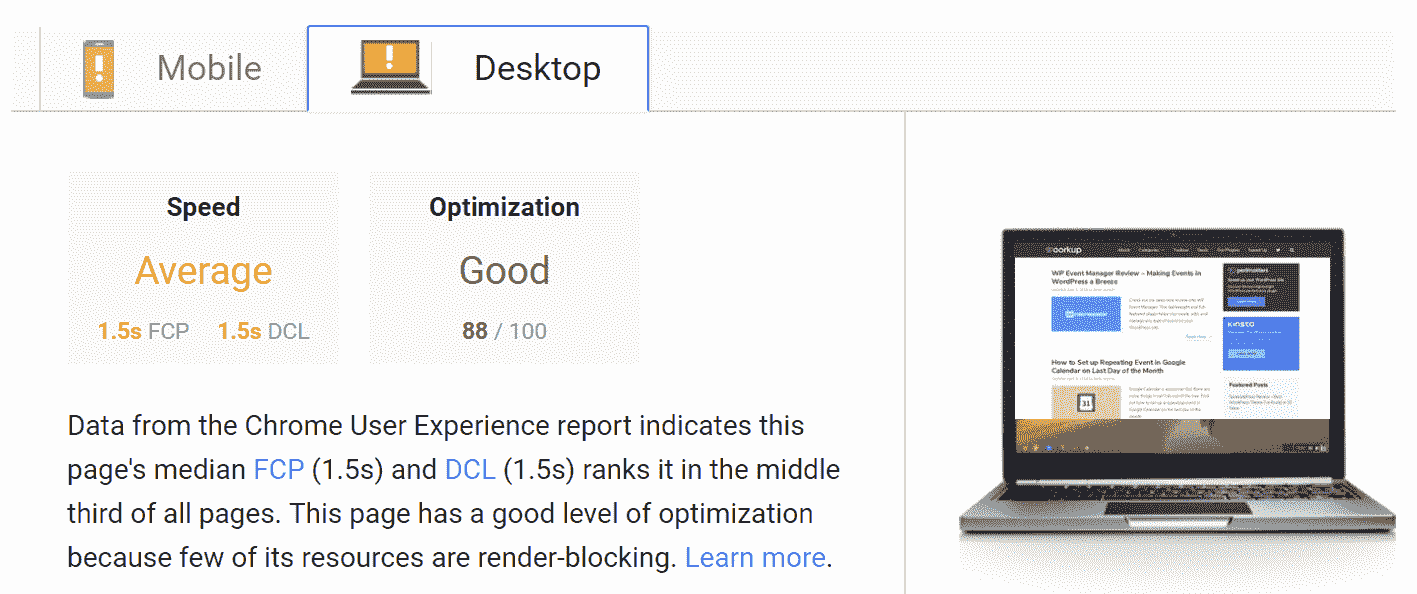 Mobile
Desktop
Speed
Average
1.5s FCP 1.5s DCL
Optimization
Good
88 / 100
Data from the Chrome User Experience report indicates this
page's median FCP (1.5s) and DCL (1.5s) ranks it in the middle
third of all pages. This page has a good level of optimization
because few of its resources are render-blocking. Learn more.
WP Event Manager Review – Making Events in
WordPress a Breeze
How to Set up Repeating Event in Google
Calendar on Last Day of the Month
31
Kinsta
Featured Posts